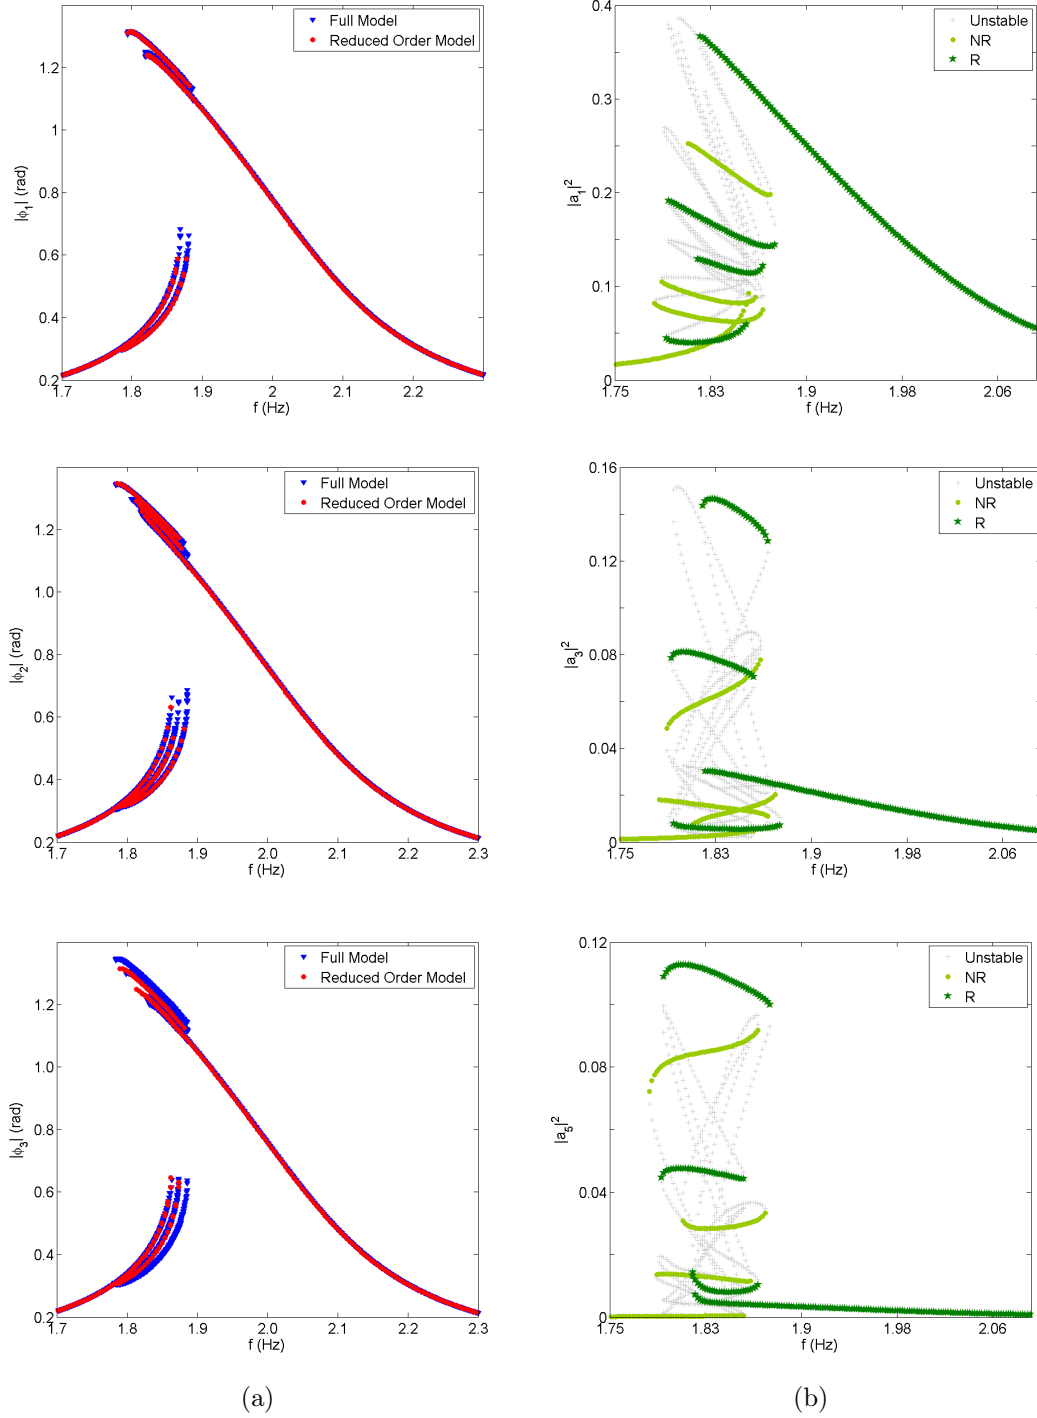 Full Model
Reduced Order Model
|ϕ1| (rad)
1.2
1
0.8
0.6
0.4
0.2
1.7 1.8 1.9 2 2.1 2.2
f (Hz)
Unstable
NR
R
|a1|^2
0.4
0.3
0.2
0.1
0
1.75 1.83 1.9 1.98 2.06
f (Hz)
Full Model
Reduced Order Model
|ϕ2| (rad)
1.2
1.0
0.8
0.6
0.4
0.2
1.7 1.8 1.9 2.0 2.1 2.2 2.3
f (Hz)
Unstable
NR
R
|a3|^2
0.16
0.12
0.08
0.04
0
1.75 1.83 1.9 1.98 2.06
f (Hz)
Full Model
Reduced Order Model
|ϕ3| (rad)
1.2
1.0
0.8
0.6
0.4
0.2
1.7 1.8 1.9 2.0 2.1 2.2 2.3
f (Hz)
Unstable
NR
R
|a5|^2
0.12
0.08
0.04
0
1.75 1.83 1.9 1.98 2.06
f (Hz)
(a)
(b)